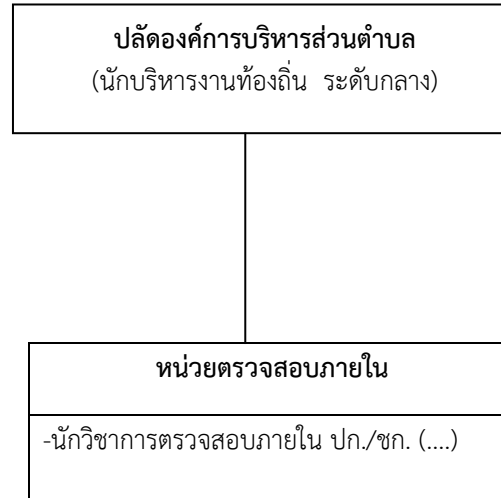 ปลัดองค์การบริหารส่วนตำบล
(นักบริหารงานท้องถิ่น ระดับกลาง)
หน่วยตรวจสอบภายใน
-นักวิชาการตรวจสอบภายใน ปก./ชก. (....)